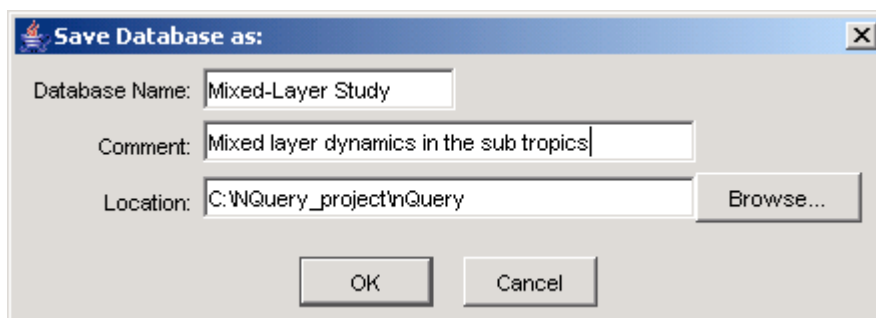 Save Database as:
Database Name: Mixed-Layer Study
Comment: Mixed layer dynamics in the sub tropics
Location: C:\NQuery_project\nQuery Browse...
OK Cancel